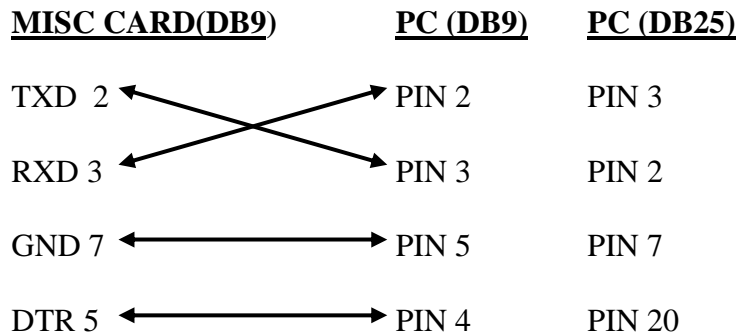 MISC CARD(DB9) PC (DB9) PC (DB25)
TXD 2 PIN 2 PIN 3
RXD 3 PIN 3 PIN 2
GND 7 PIN 5 PIN 7
DTR 5 PIN 4 PIN 20